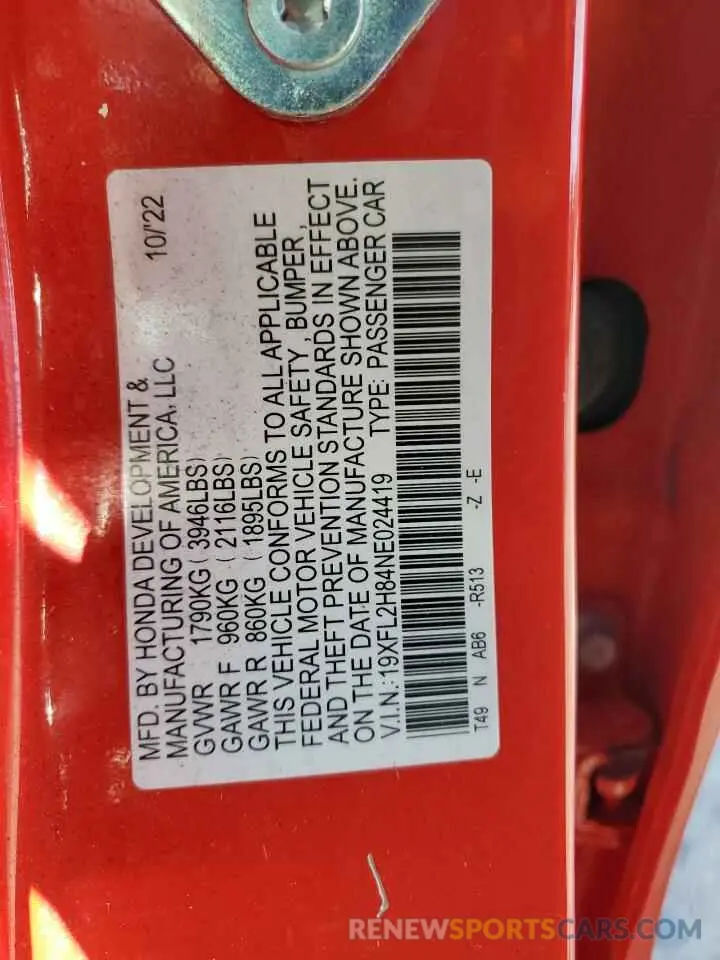 MFD. BY HONDA DEVELOPMENT & 10/'22
MANUFACTURING OF AMERICA, LLC
GVWR 1790KG (3946LBS)
GAWR F 960KG (2116LBS)
GAWR R 860KG (1895LBS)
THIS VEHICLE CONFORMS TO ALL APPLICABLE
FEDERAL MOTOR VEHICLE SAFETY, BUMPER,
AND THEFT PREVENTION STANDARDS IN EFFECT
ON THE DATE OF MANUFACTURE SHOWN ABOVE.
V.I.N.:19XFL2H84NE024419 TYPE: PASSENGER CAR
T49 N AB6 -R513 -Z -E
RENEWSPORTSCARS.COM